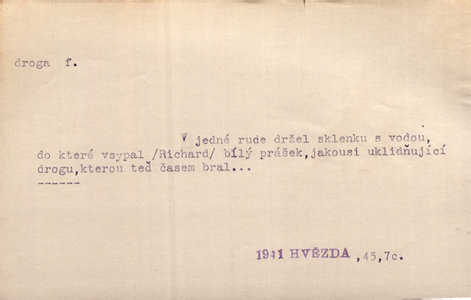 droga f.
V jedné ruce držel sklenku s vodou,
do které vsypal /Richard/ bílý prášek,jakousi uklidňující
drogu,kterou teď časem bral...
1941 HVĚZDA ,45,7c.